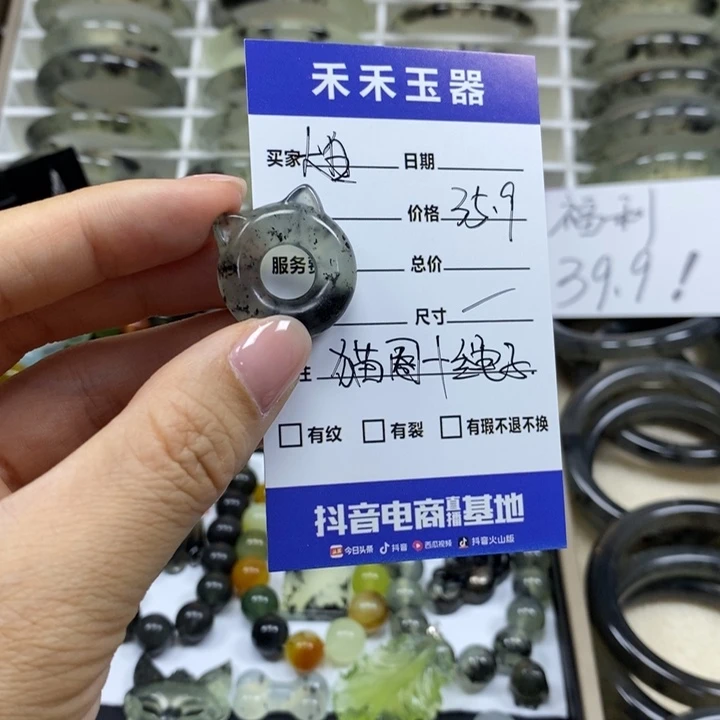 禾禾玉器
买家 日期
价格 35.9
服务 总价
尺寸 /
猫圈+绳子
有纹 有裂 有瑕不退不换
抖音电商直播基地
今日头条 抖音 西瓜视频 抖音火山版
福利
39.9!